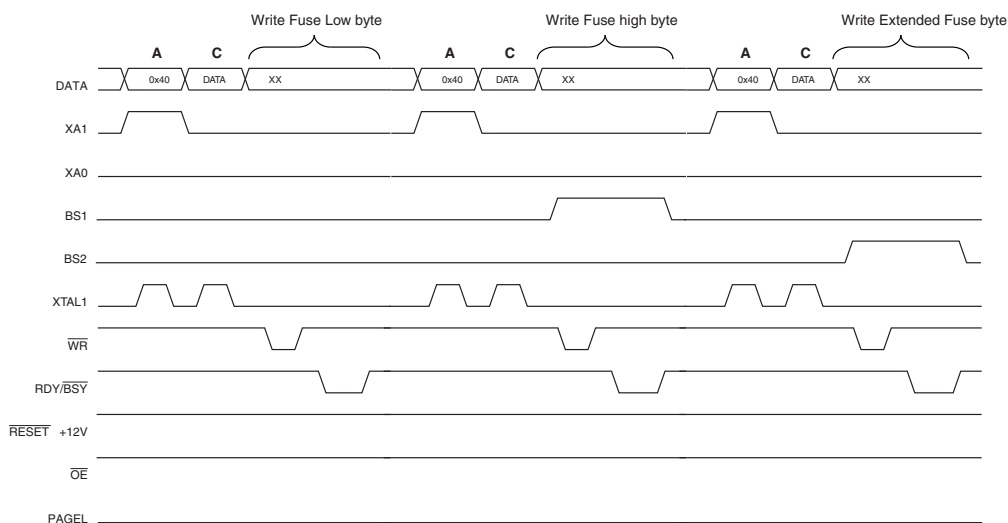 Write Fuse Low byte Write Fuse high byte Write Extended Fuse byte
A C A C A C
DATA 0x40 DATA XX 0x40 DATA XX 0x40 DATA XX
XA1
XA0
BS1
BS2
XTAL1
WR
RDY/BSY
RESET +12V
OE
PAGEL